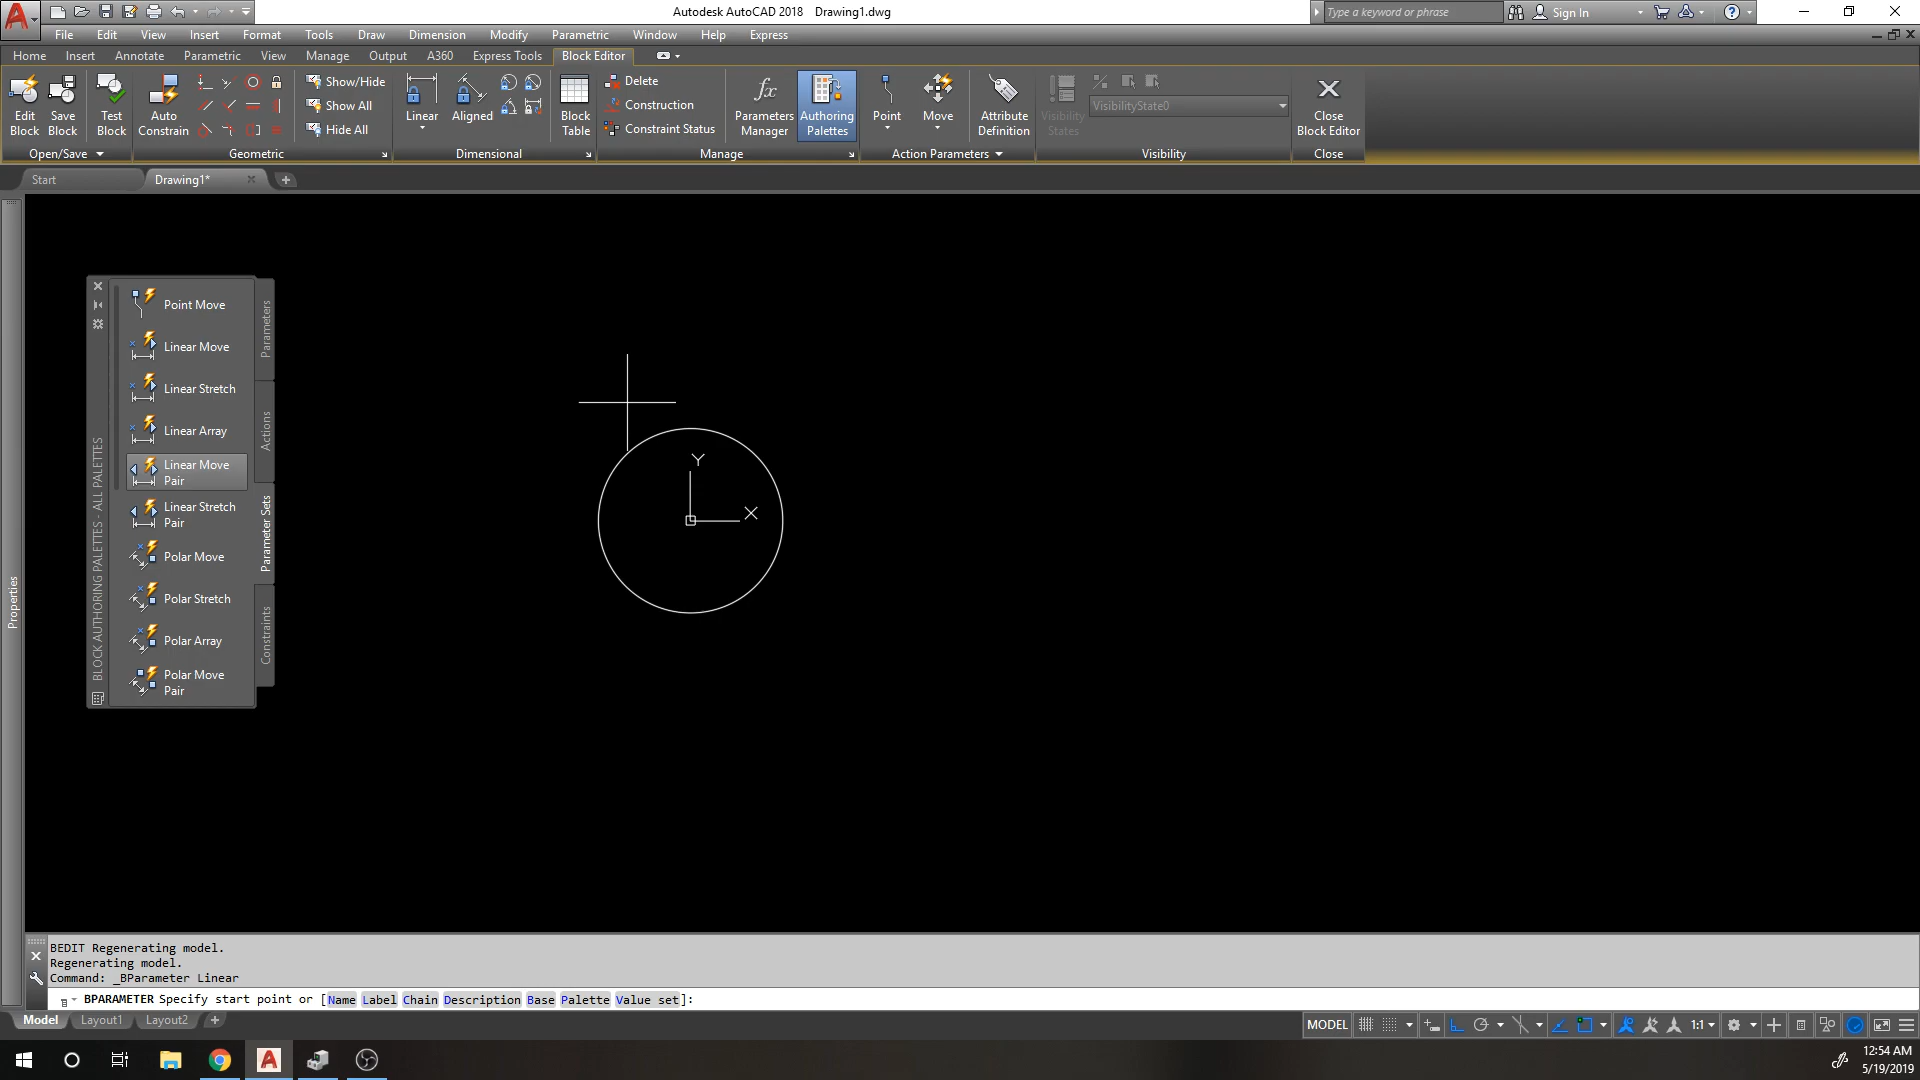 Autodesk AutoCAD 2018 Drawing1.dwg
Type a keyword or phrase
Sign In
File Edit View Insert Format Tools Draw Dimension Modify Parametric Window Help Express
Home Insert Annotate Parametric View Manage Output A360 Express Tools Block Editor
Edit Block
Save Block
Test Block
Open/Save
Auto Constrain
Show/Hide
Show All
Hide All
Geometric
Linear
Aligned
Dimensional
Block Table
Delete
Construction
Constraint Status
Parameters Manager
Authoring Palettes
Manage
Point
Move
Action Parameters
Attribute Definition
Visibility States
VisibilityState0
Visibility
Close Block Editor
Close
Start
Drawing1*
Point Move
Linear Move
Linear Stretch
Linear Array
Linear Move
Pair
Linear Stretch
Pair
Polar Move
Polar Stretch
Polar Array
Polar Move
Pair
Parameters
Actions
Parameter Sets
Constraints
BLOCK AUTHORING PALETTES - ALL PALETTES
Properties
Y
X
BEDIT Regenerating model.
Regenerating model.
Command: _BParameter Linear
BPARAMETER Specify start point or [Name Label Chain Description Base Palette Value set]:
Model Layout1 Layout2
MODEL
1:1
12:54 AM
5/19/2019